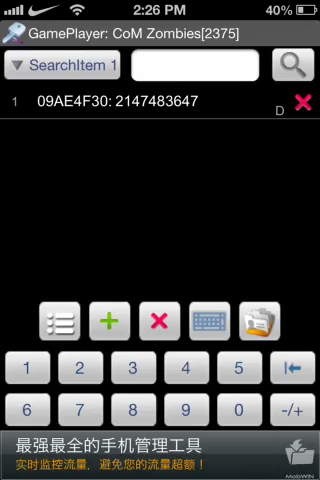 2:26 PM
40%
GamePlayer: CoM Zombies[2375]
▼ SearchItem 1
1 09AE4F30: 2147483647
D
1 2 3 4 5
6 7 8 9 0 -/+
最强最全的手机管理工具
实时监控流量，避免您的流量超额！
MobWIN